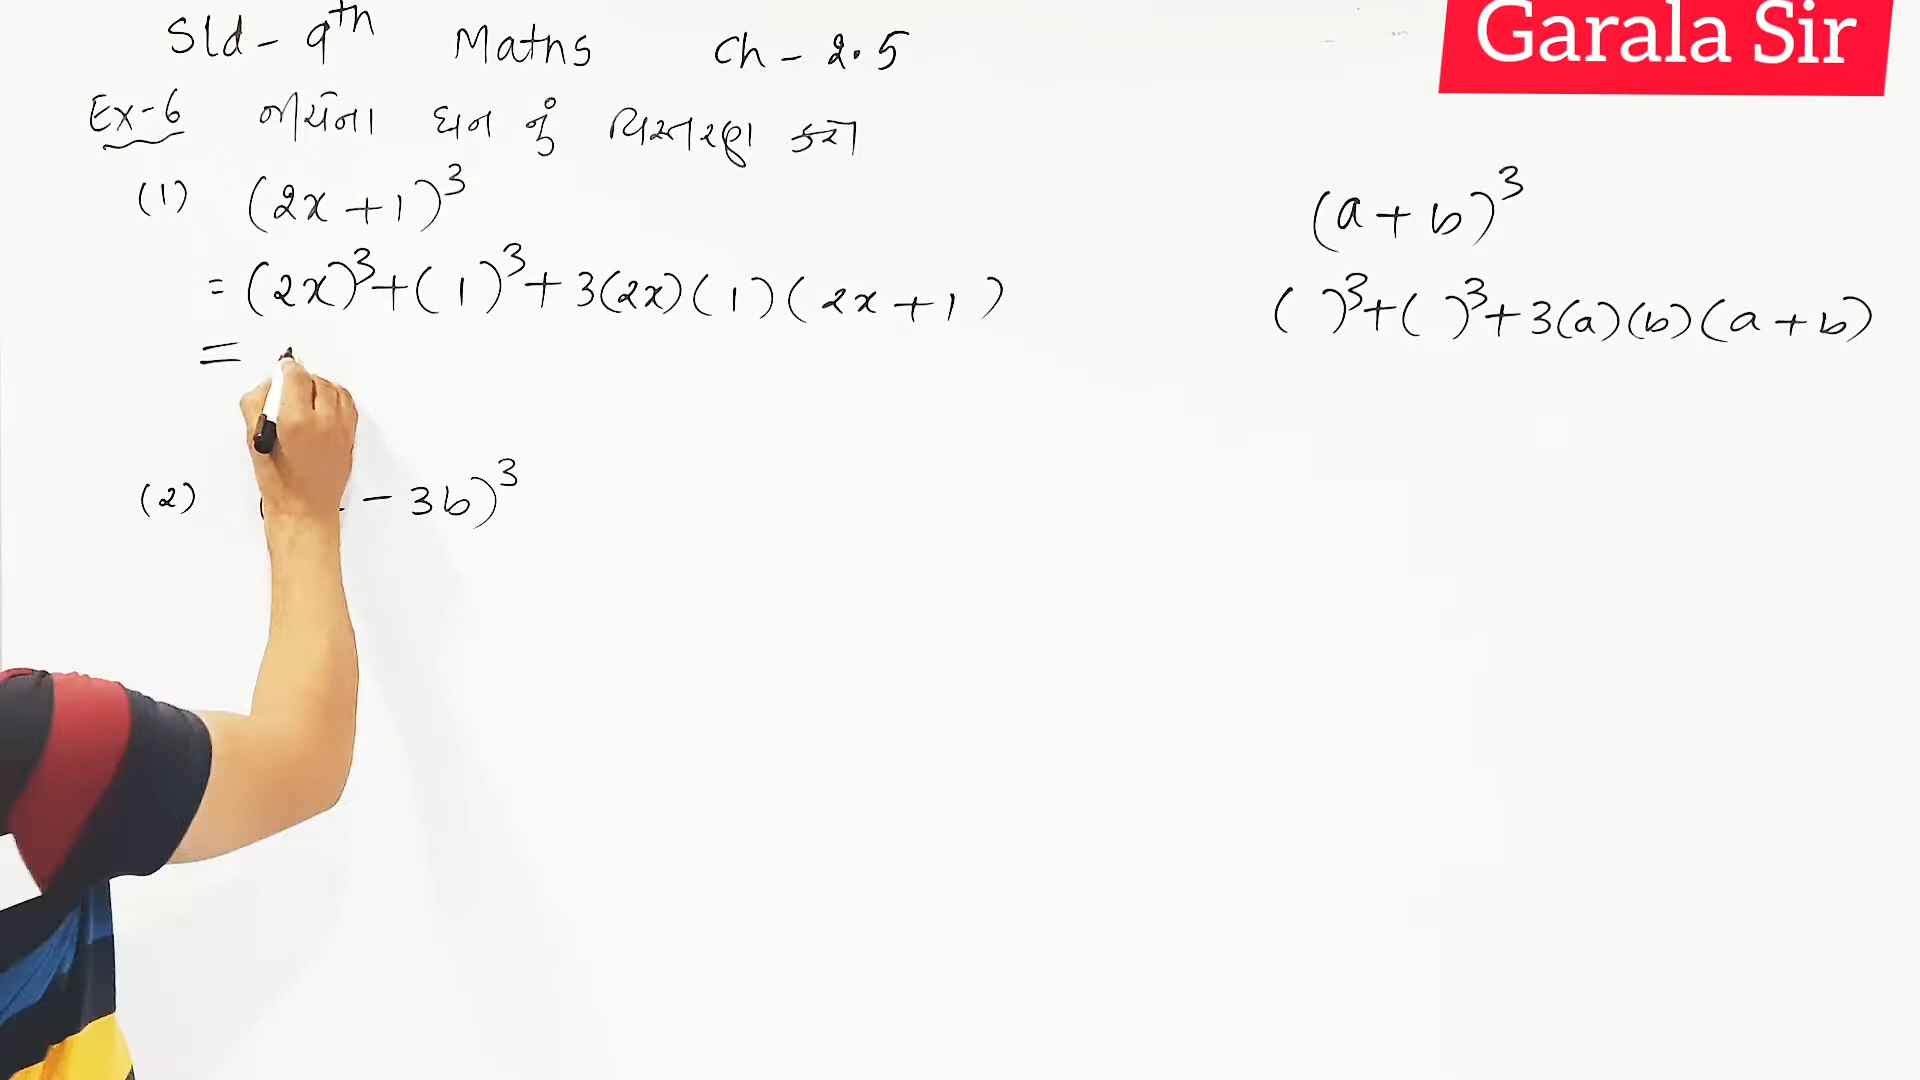 Garala Sir
Std - 9th Maths Ch - 2.5
Ex-6 નીચેના ઘન નું વિસ્તરણ કરો
(1) (2x + 1)³
= (2x)³ + (1)³ + 3(2x)(1)(2x + 1)
=
(2) - 3b)³
(a + b)³
( )³ + ( )³ + 3(a)(b)(a + b)